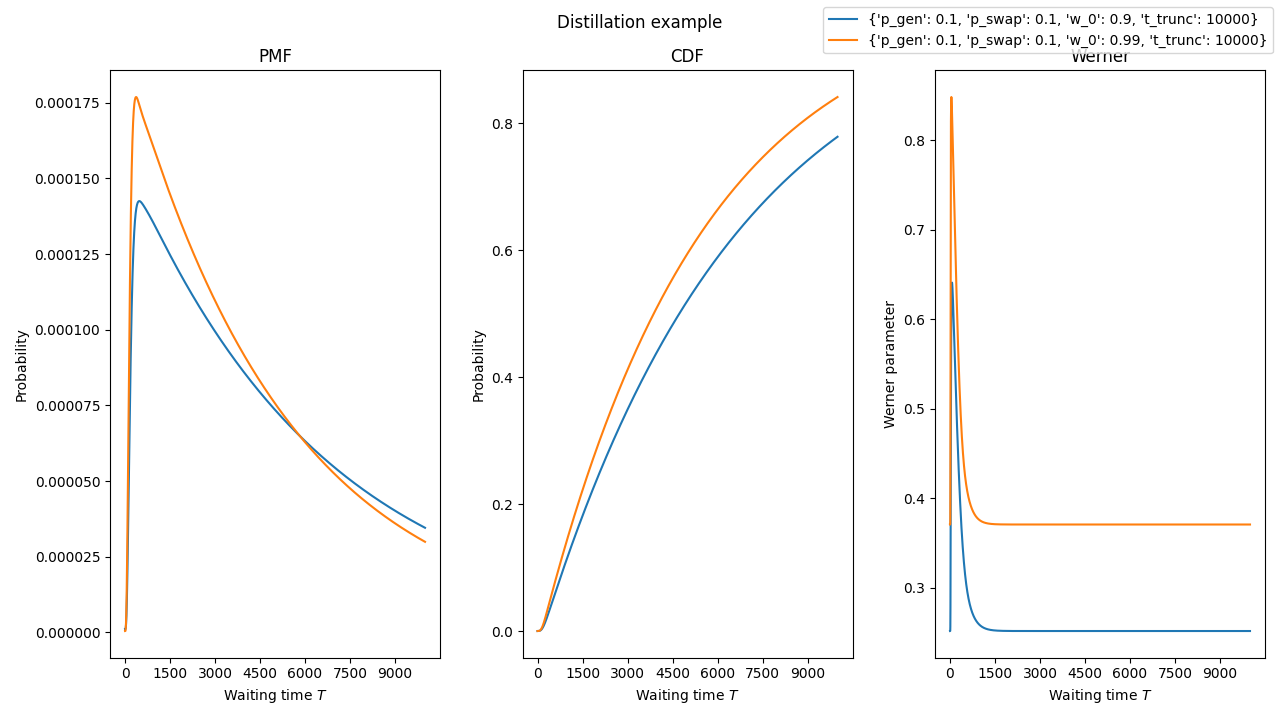 Distillation example
{'p_gen': 0.1, 'p_swap': 0.1, 'w_0': 0.9, 't_trunc': 10000}
{'p_gen': 0.1, 'p_swap': 0.1, 'w_0': 0.99, 't_trunc': 10000}
PMF
Probability
0.000175
0.000150
0.000125
0.000100
0.000075
0.000050
0.000025
0.000000
0 1500 3000 4500 6000 7500 9000
Waiting time T
CDF
Probability
0.8
0.6
0.4
0.2
0.0
0 1500 3000 4500 6000 7500 9000
Waiting time T
Werner
Werner parameter
0.8
0.7
0.6
0.5
0.4
0.3
0 1500 3000 4500 6000 7500 9000
Waiting time T